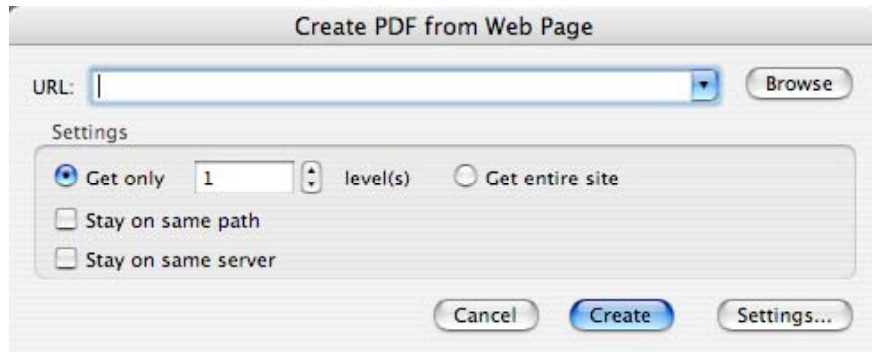 Create PDF from Web Page
URL: Browse
Settings
Get only 1 level(s) Get entire site
Stay on same path
Stay on same server
Cancel Create Settings...